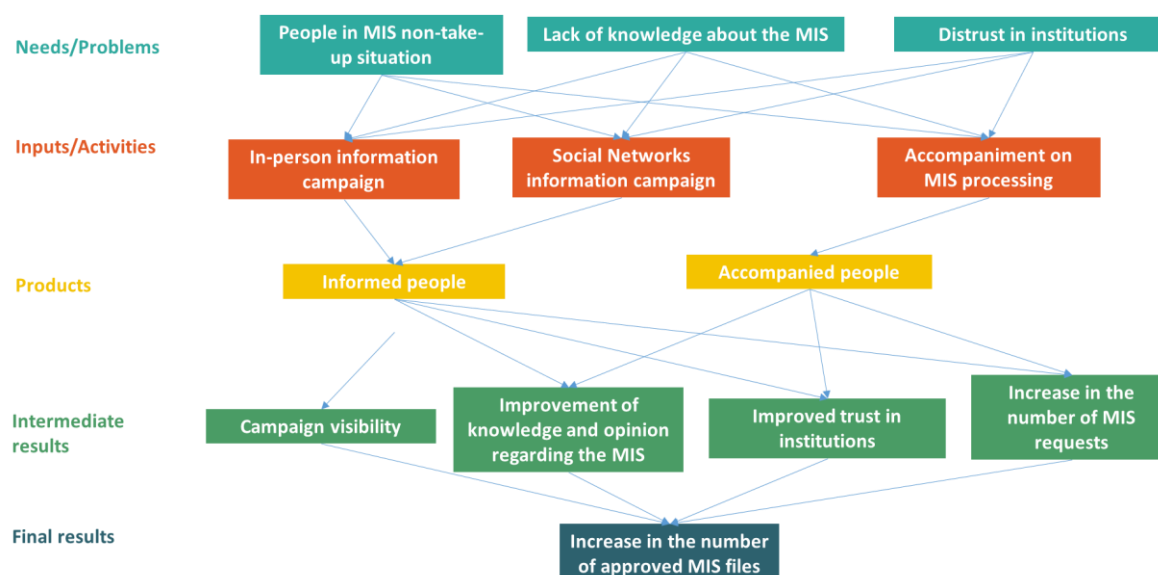 Needs/Problems
People in MIS non-take-
up situation
Lack of knowledge about the MIS
Distrust in institutions
Inputs/Activities
In-person information
campaign
Social Networks
information campaign
Accompaniment on
MIS processing
Products
Informed people
Accompanied people
Intermediate
results
Campaign visibility
Improvement of
knowledge and opinion
regarding the MIS
Improved trust in
institutions
Increase in the
number of MIS
requests
Final results
Increase in the number
of approved MIS files